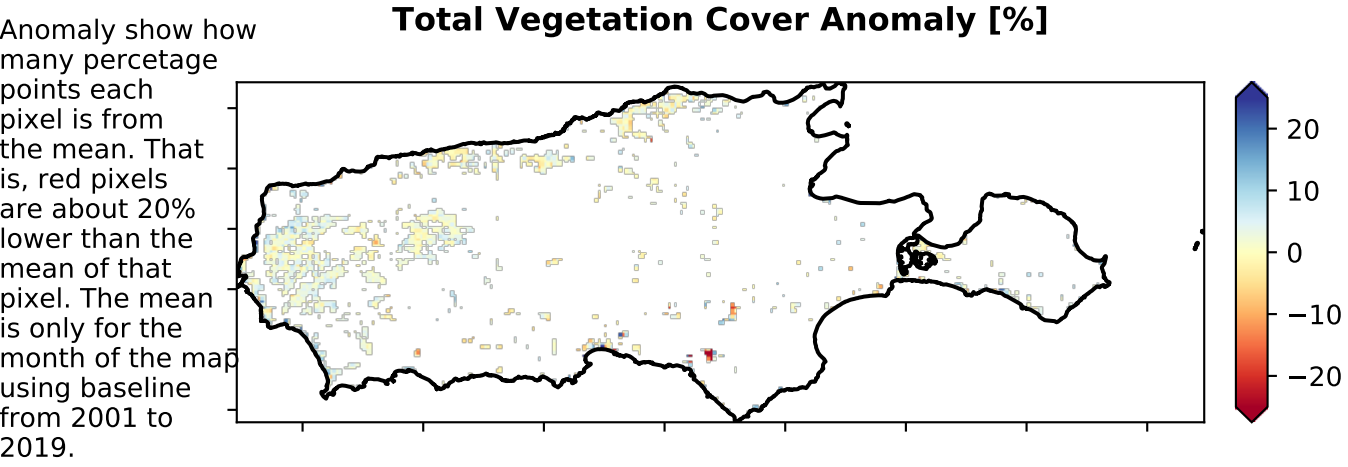 Total Vegetation Cover Anomaly [%]
Anomaly show how
many percetage
points each
pixel is from
the mean. That
is, red pixels
are about 20%
lower than the
mean of that
pixel. The mean
is only for the
month of the map
using baseline
from 2001 to
2019.
20
10
0
−10
−20